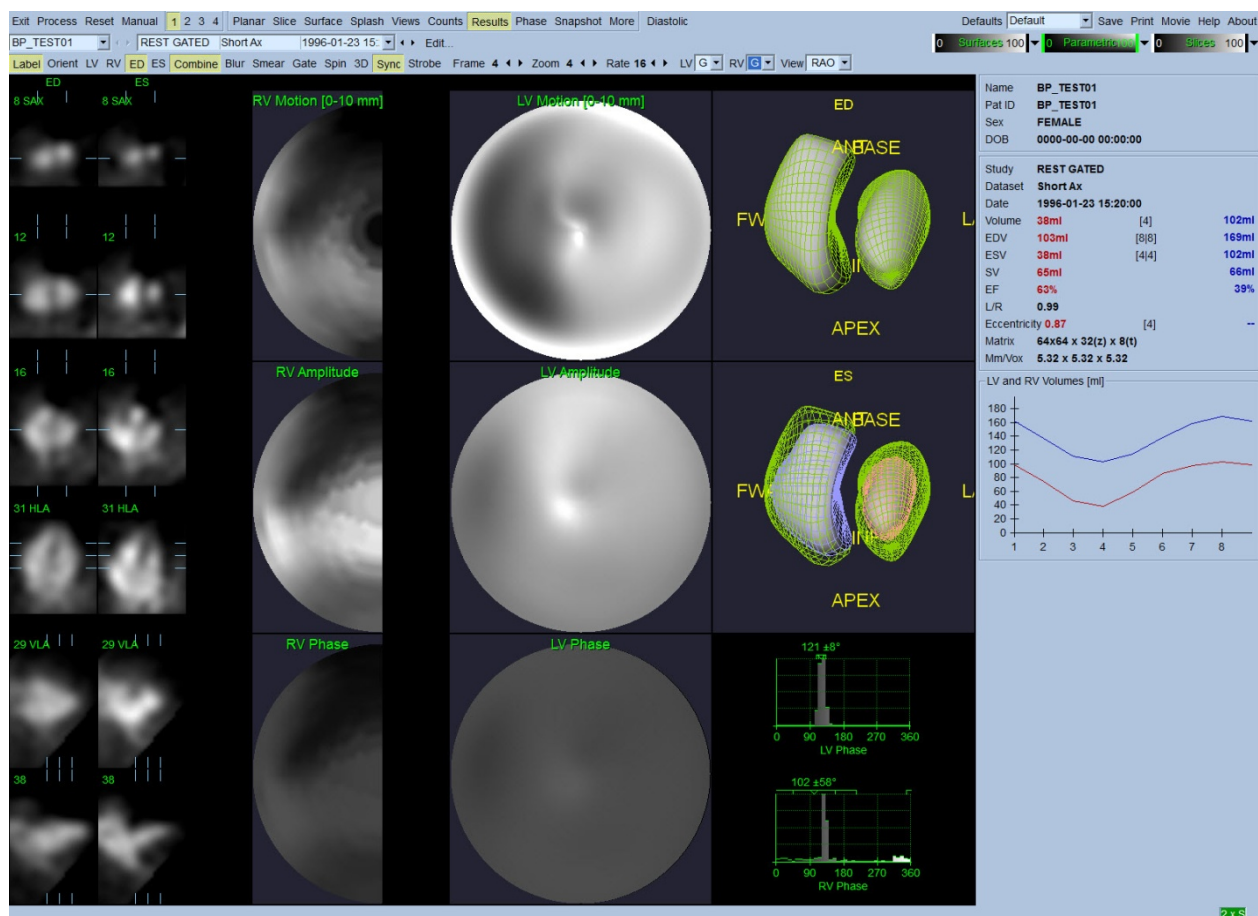 Exit Process Reset Manual 1 2 3 4 Planar Slice Surface Splash Views Counts Results Phase Snapshot More Diastolic Defaults Default Save Print Movie Help About
BP_TEST01 REST GATED Short Ax 1996-01-23 15: Edit... 0 Surfaces 100 0 Parametric 0 Slices 100
Label Orient LV RV ED ES Combine Blur Smear Gate Spin 3D Sync Strobe Frame 4 Zoom 4 Rate 16 LV G RV G View RAO
ED ES
8 SAX
12 12
16 16
31 HLA 31 HLA
29 VLA 29 VLA
38 38
RV Motion [0-10 mm] LV Motion [0-10 mm]
RV Amplitude LV Amplitude
RV Phase LV Phase
ED
ANT BASE
FW
IN
APEX
ES
ANT BASE
FW
INF
APEX
121 ±8°
0 90 180 270 360
LV Phase
102 ±58°
0 90 180 270 360
RV Phase
Name BP_TEST01
Pat ID BP_TEST01
Sex FEMALE
DOB 0000-00-00 00:00:00
Study REST GATED
Dataset Short Ax
Date 1996-01-23 15:20:00
Volume 38ml [4] 102ml
EDV 103ml [8|8] 169ml
ESV 38ml [4|4] 102ml
SV 65ml 66ml
EF 63% 39%
L/R 0.99
Eccentricity 0.87 [4] --
Matrix 64x64 x 32(z) x 8(t)
Mm/Vox 5.32 x 5.32 x 5.32
LV and RV Volumes [ml]
180
160
140
120
100
80
60
40
20
0
1 2 3 4 5 6 7 8
2 x S